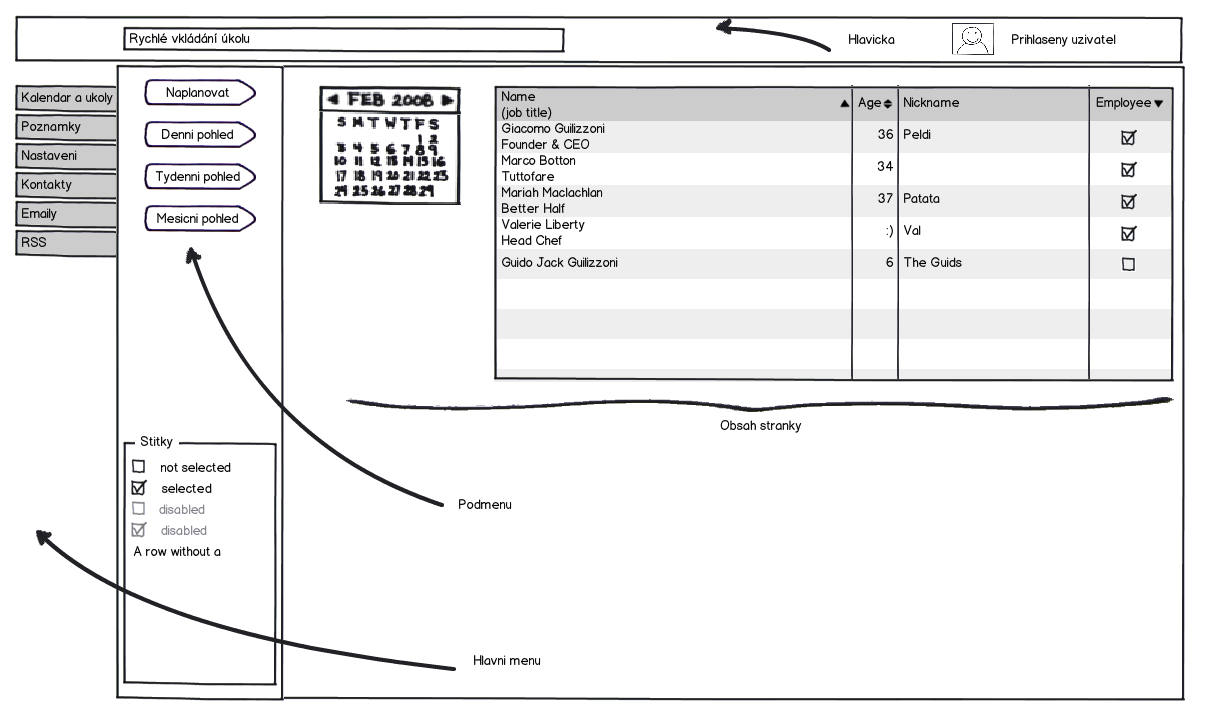 Rychlé vkládání úkolu
Hlavicka
Prihlaseny uzivatel
Kalendar a ukoly
Poznamky
Nastaveni
Kontakty
Emaily
RSS
Naplanovat
Denni pohled
Tydenni pohled
Mesicni pohled
FEB 2008
S M T W T F S
1 2
3 4 5 6 7 8 9
10 11 12 13 14 15 16
17 18 19 20 21 22 23
24 25 26 27 28 29
Name
(job title)
Age
Nickname
Employee
Giacomo Guilizzoni
Founder & CEO
36
Peldi
Marco Botton
Tuttofare
34
Mariah Maclachlan
Better Half
37
Patata
Valerie Liberty
Head Chef
:)
Val
Guido Jack Guilizzoni
6
The Guids
Obsah stranky
Stitky
not selected
selected
disabled
disabled
A row without a
Podmenu
Hlavni menu